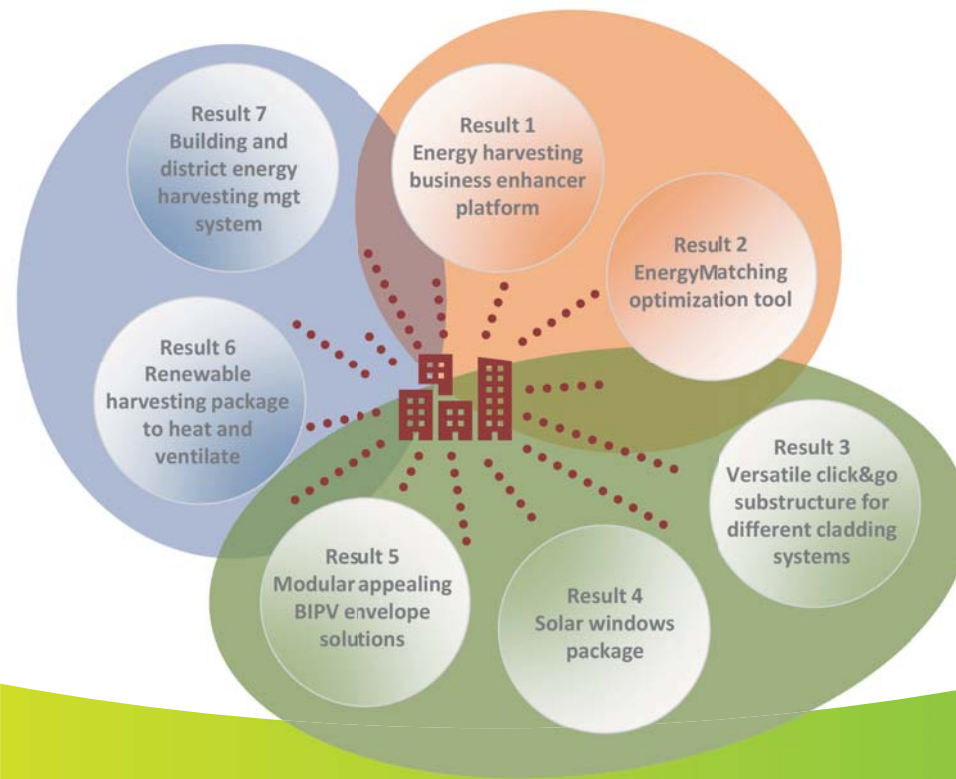 Result 7
Building and
district energy
harvesting mgt
system
Result 1
Energy harvesting
business enhancer
platform
Result 2
EnergyMatching
optimization tool
Result 6
Renewable
harvesting package
to heat and
ventilate
Result 3
Versatile click&go
substructure for
different cladding
systems
Result 5
Modular appealing
BIPV envelope
solutions
Result 4
Solar windows
package